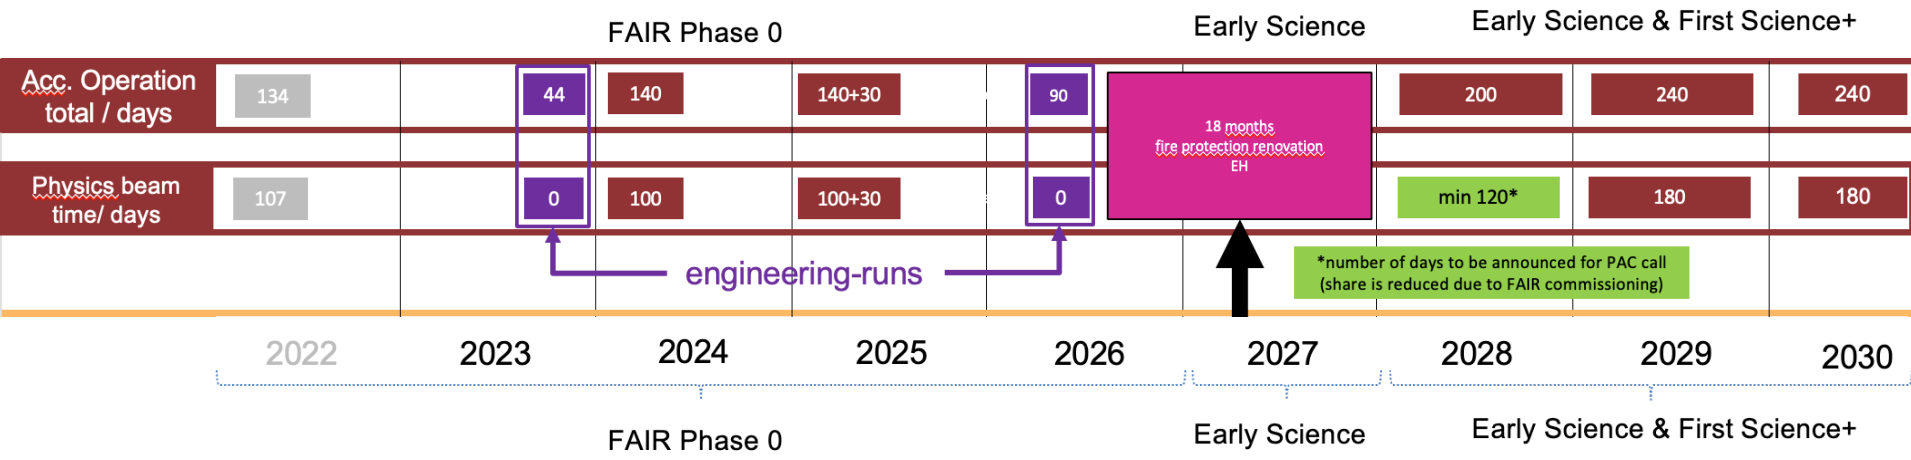 FAIR Phase 0
Early Science
Early Science & First Science+
Acc. Operation
total / days
134
44
140
140+30
90
200
240
240
18 months
fire protection renovation
EH
Physics beam
time/ days
107
0
100
100+30
0
min 120*
180
180
engineering-runs
*number of days to be announced for PAC call
(share is reduced due to FAIR commissioning)
2022
2023
2024
2025
2026
2027
2028
2029
2030
FAIR Phase 0
Early Science
Early Science & First Science+